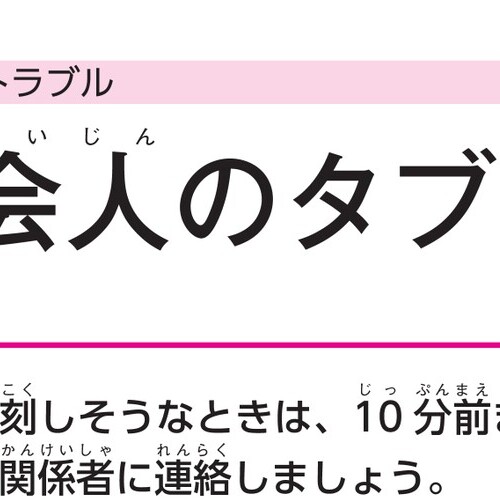 トラブル
いじん
会人のタブ
こく じっ ぷんまえ
刻しそうなときは、10分前
かんけいしゃ れんらく
関係者に連絡しましょう。